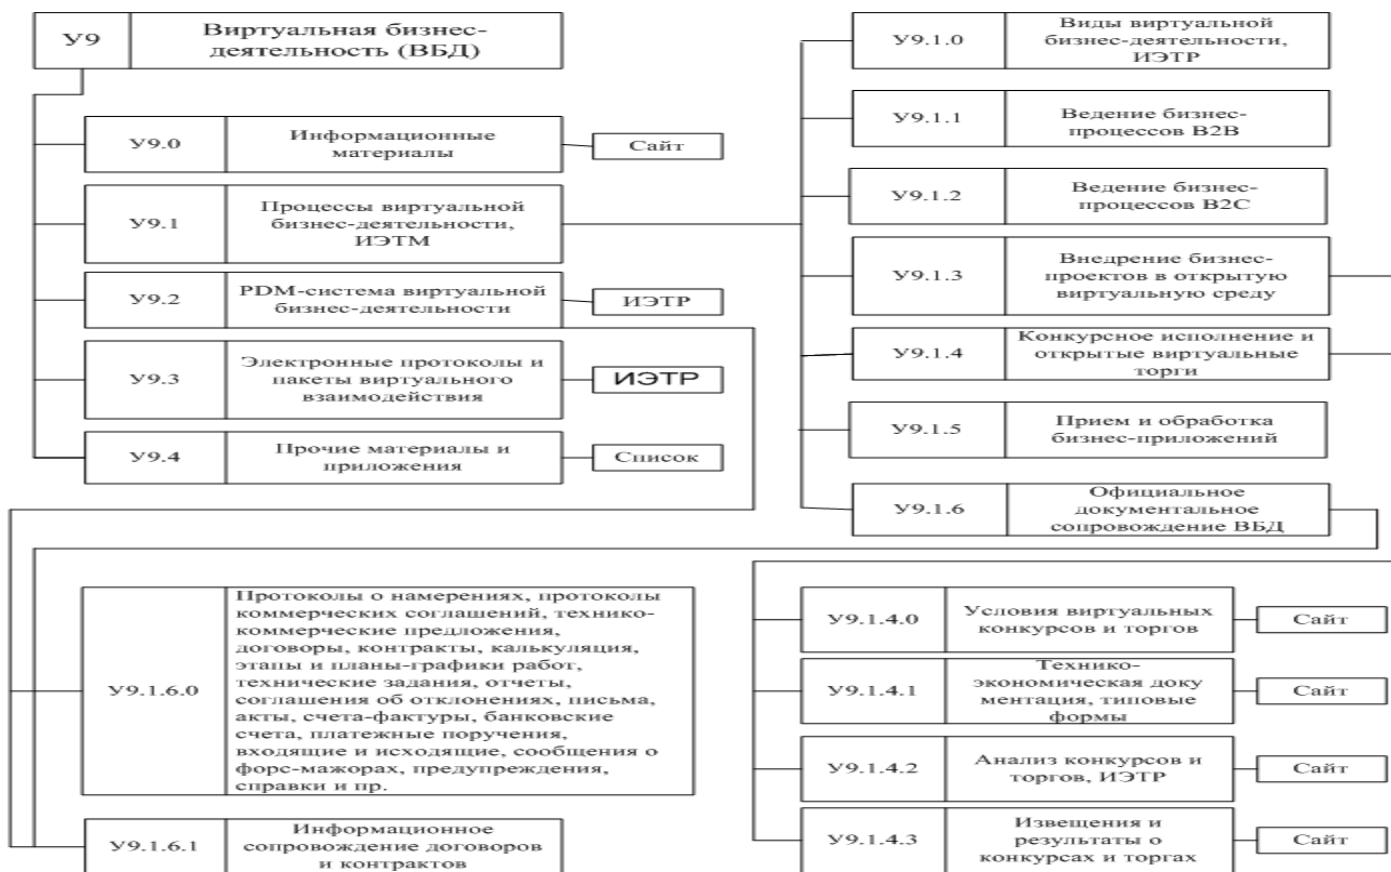 У9
Виртуальная бизнес-
деятельность (ВБД)
У9.0
Информационные
материалы
Сайт
У9.1
Процессы виртуальной
бизнес-деятельности,
ИЭТМ
У9.2
PDM-система виртуальной
бизнес-деятельности
ИЭТР
У9.3
Электронные протоколы и
пакеты виртуального
взаимодействия
ИЭТР
У9.4
Прочие материалы и
приложения
Список
У9.1.0
Виды виртуальной
бизнес-деятельности,
ИЭТР
У9.1.1
Ведение бизнес-
процессов B2B
У9.1.2
Ведение бизнес-
процессов B2C
У9.1.3
Внедрение бизнес-
проектов в открытую
виртуальную среду
У9.1.4
Конкурсное исполнение и
открытые виртуальные
торги
У9.1.5
Прием и обработка
бизнес-приложений
У9.1.6
Официальное
документальное
сопровождение ВБД
У9.1.6.0
Протоколы о намерениях, протоколы
коммерческих соглашений, технико-
коммерческие предложения,
договоры, контракты, калькуляция,
этапы и планы-графики работ,
технические задания, отчеты,
соглашения об отклонениях, письма,
акты, счета-фактуры, банковские
счета, платежные поручения,
входящие и исходящие, сообщения о
форс-мажорах, предупреждения,
справки и пр.
У9.1.6.1
Информационное
сопровождение договоров
и контрактов
У9.1.4.0
Условия виртуальных
конкурсов и торгов
Сайт
У9.1.4.1
Технико-
экономическая доку
ментация, типовые
формы
Сайт
У9.1.4.2
Анализ конкурсов и
торгов, ИЭТР
Сайт
У9.1.4.3
Извещения и
результаты о
конкурсах и торгах
Сайт